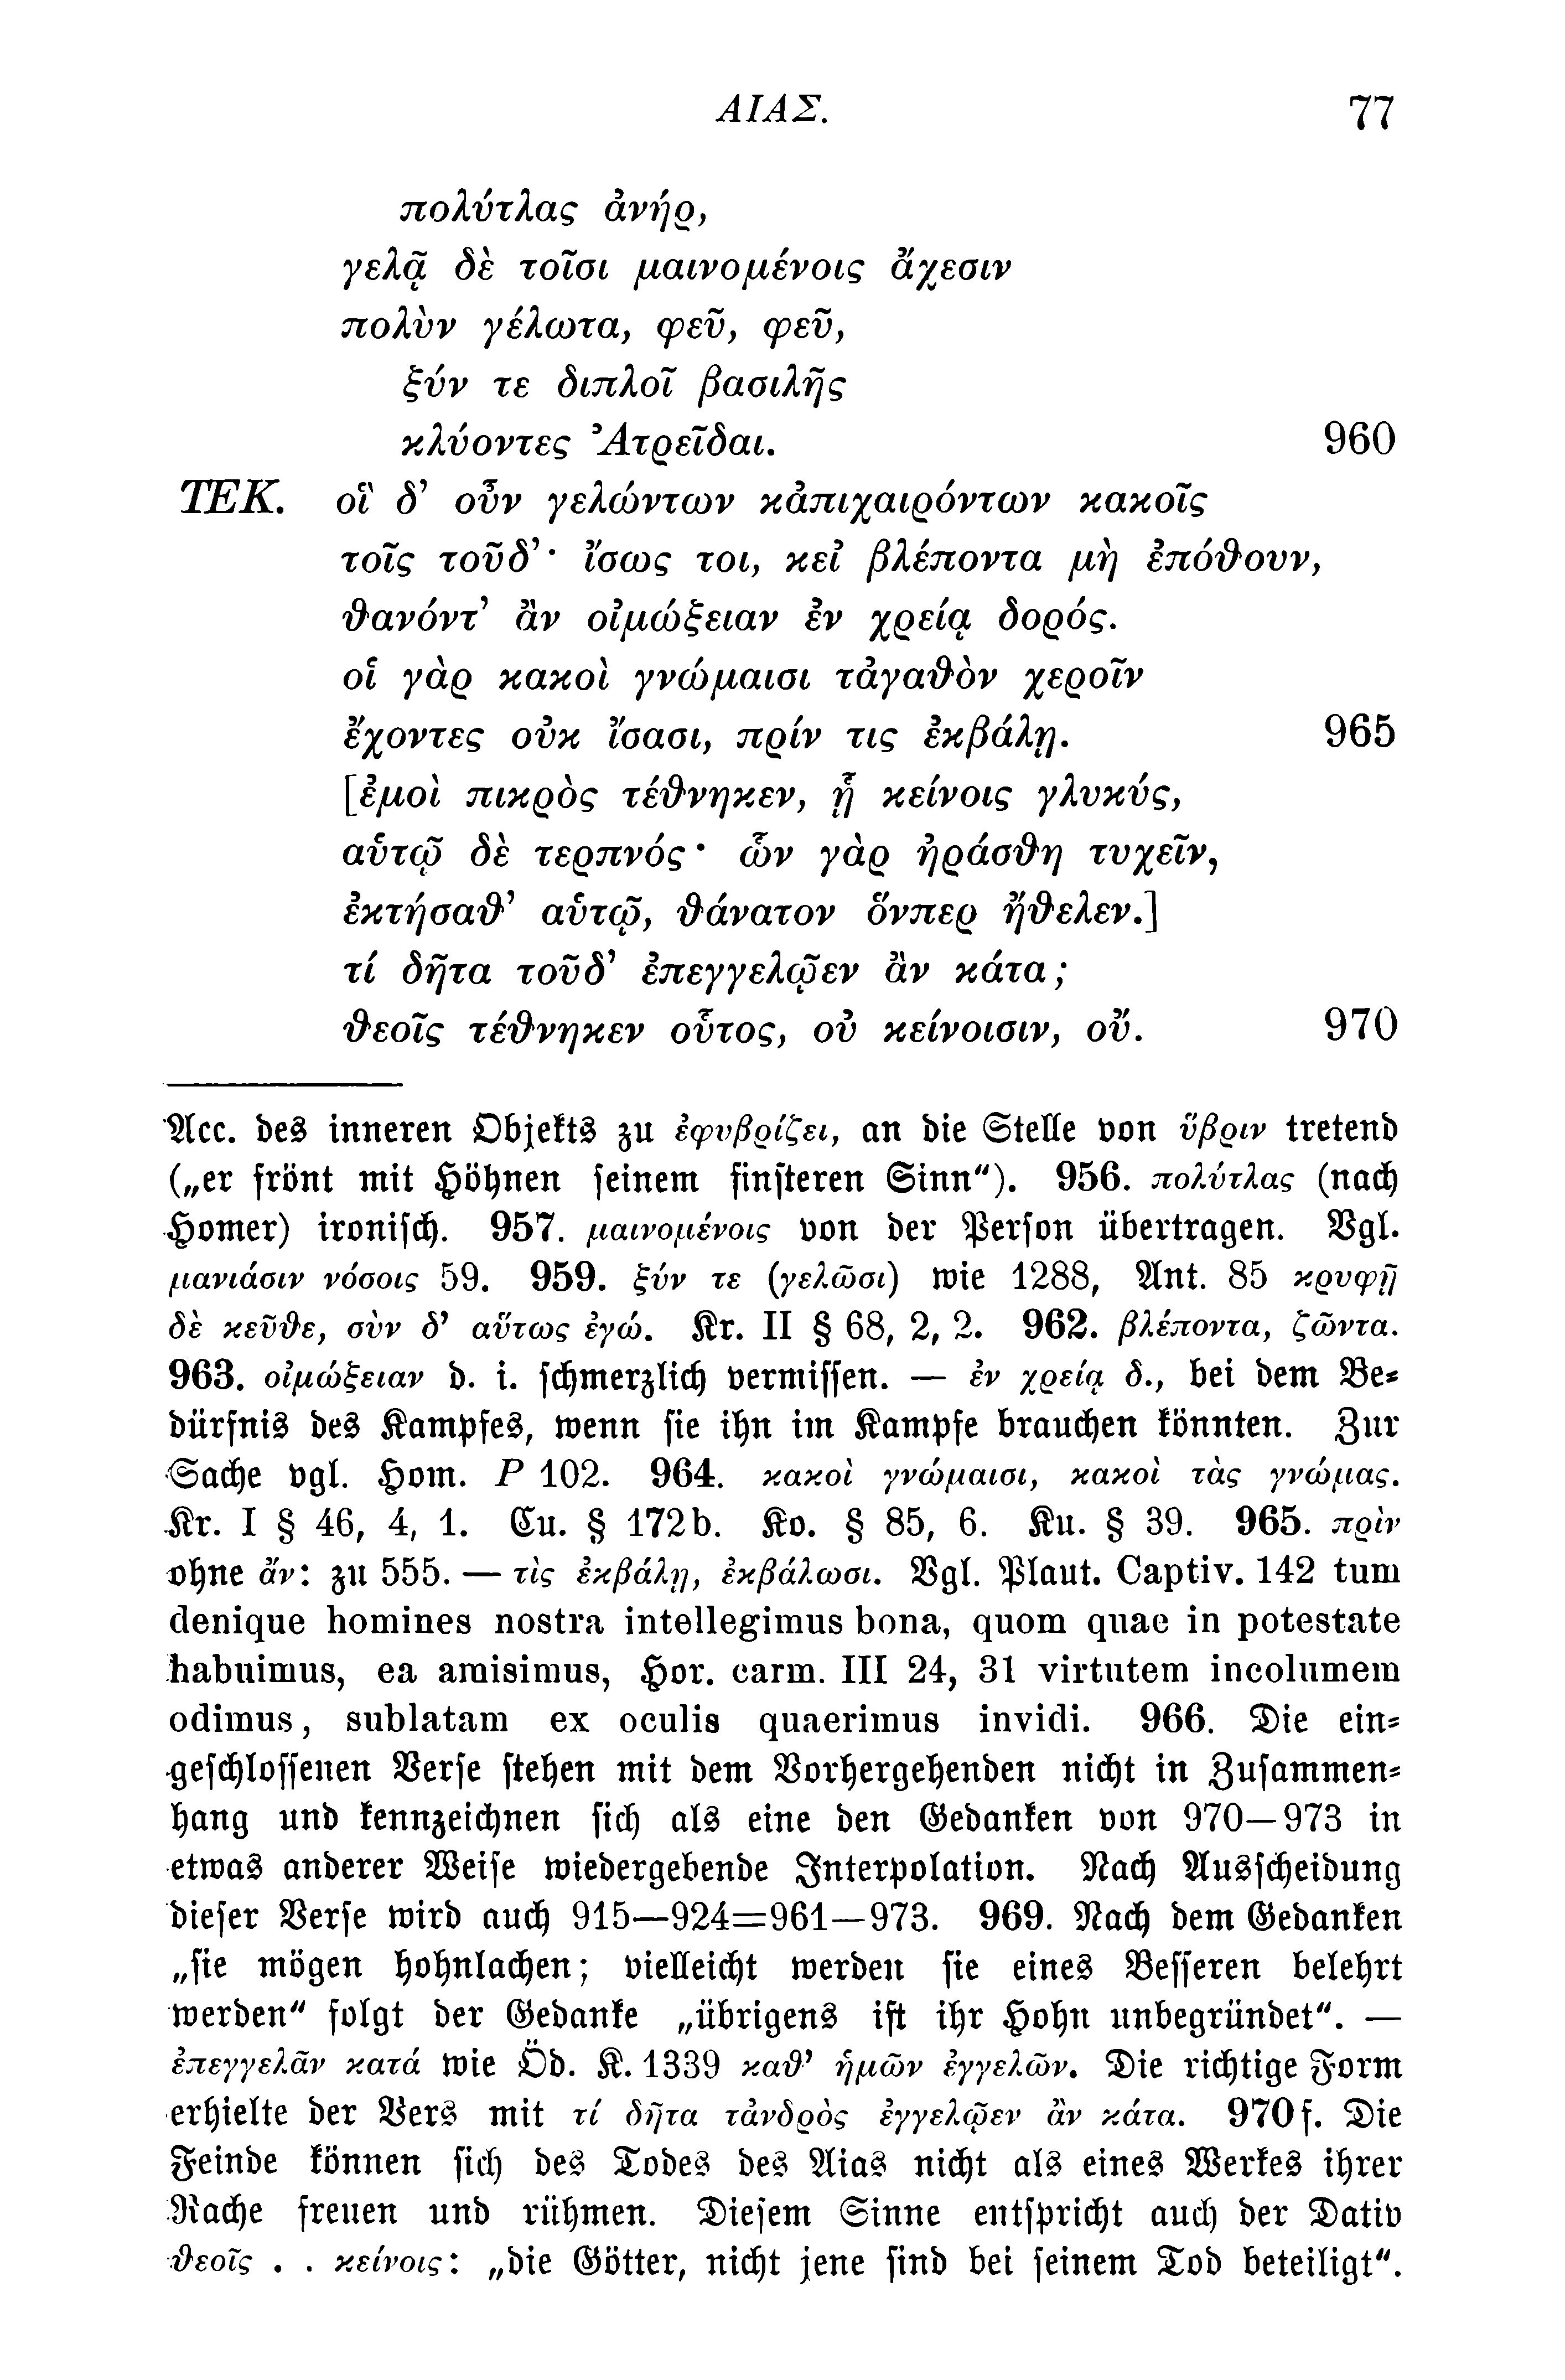 ΑΙΑΣ. 77
πολύτλας ἀνήρ,
γελᾷ δὲ τοῖσι μαινομένοις ἄχεσιν
πολὺν γέλωτα, φεῦ, φεῦ,
ξύν τε διπλοῖ βασιλῆς
κλύοντες Ἀτρεῖδαι. 960
ΤΕΚ. οἳ δ’ οὖν γελώντων κἀπιχαιρόντων κακοῖς
τοῖς τοῦδ’· ἴσως τοι, κεἰ βλέποντα μὴ ἐπόθουν,
θανόντ’ ἂν οἰμώξειαν ἐν χρείᾳ δορός.
οἱ γὰρ κακοὶ γνώμαισι τἀγαθὸν χεροῖν
ἔχοντες οὐκ ἴσασι, πρίν τις ἐκβάλῃ. 965
[ἐμοὶ πικρὸς τέθνηκεν, ᾗ κείνοις γλυκύς,
αὑτῷ δὲ τερπνός· ὧν γὰρ ἠράσθη τυχεῖν,
ἐκτήσαθ’ αὑτῷ, θάνατον ὅνπερ ἤθελεν.]
τί δῆτα τοῦδ’ ἐπεγγελῷεν ἂν κάτα;
θεοῖς τέθνηκεν οὗτος, οὐ κείνοισιν, οὔ. 970
Acc. des inneren Objekts zu ἐφυβρίζει, an die Stelle von ὕβριν tretend
(„er frönt mit Höhnen seinem finsteren Sinn“). 956. πολύτλας (nach
Homer) ironisch. 957. μαινομένοις von der Person übertragen. Vgl.
μανιάσιν νόσοις 59. 959. ξύν τε (γελῶσι) wie 1288, Ant. 85 κρυφῇ
δὲ κεῦθε, σὺν δ’ αὔτως ἐγώ. Kr. II § 68, 2, 2. 962. βλέποντα, ζῶντα.
963. οἰμώξειαν d. i. schmerzlich vermissen. — ἐν χρείᾳ δ., bei dem Be-
dürfnis des Kampfes, wenn sie ihn im Kampfe brauchen könnten. Zur
Sache vgl. Hom. P 102. 964. κακοὶ γνώμαισι, κακοὶ τὰς γνώμας.
Kr. I § 46, 4, 1. Cu. § 172b. Ko. § 85, 6. Ku. § 39. 965. πρὶν
ohne ἄν: zu 555. — τὶς ἐκβάλῃ, ἐκβάλωσι. Vgl. Plaut. Captiv. 142 tum
denique homines nostra intellegimus bona, quom quae in potestate
habuimus, ea amisimus, Hor. carm. III 24, 31 virtutem incolumem
odimus, sublatam ex oculis quaerimus invidi. 966. Die ein-
geschlossenen Verse stehen mit dem Vorhergehenden nicht in Zusammen-
hang und kennzeichnen sich als eine den Gedanken von 970—973 in
etwas anderer Weise wiedergebende Interpolation. Nach Ausscheidung
dieser Verse wird auch 915—924=961—973. 969. Nach dem Gedanken
„sie mögen hohnlachen; vielleicht werden sie eines Besseren belehrt
werden“ folgt der Gedanke „übrigens ist ihr Hohn unbegründet“. —
ἐπεγγελᾶν κατά wie Öd. K. 1339 καθ’ ἡμῶν ἐγγελῶν. Die richtige Form
erhielte der Vers mit τί δῆτα τἀνδρὸς ἐγγελῷεν ἂν κάτα. 970f. Die
Feinde können sich des Todes des Aias nicht als eines Werkes ihrer
Rache freuen und rühmen. Diesem Sinne entspricht auch der Dativ
θεοῖς . . κείνοις: „die Götter, nicht jene sind bei seinem Tod beteiligt“.